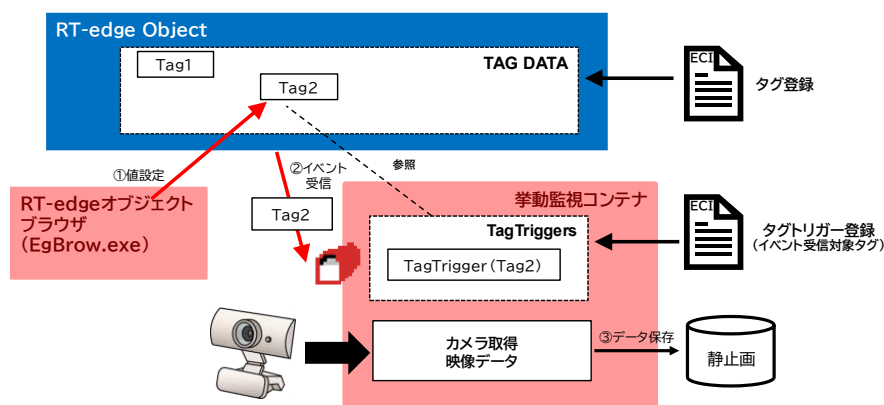 RT-edge Object
Tag1
TAG DATA
Tag2
ECI
タグ登録
①値設定
②イベント
受信
参照
RT-edgeオブジェクト
ブラウザ
(EgBrow.exe)
Tag2
挙動監視コンテナ
TagTriggers
TagTrigger(Tag2)
ECI
タグトリガー登録
(イベント受信対象タグ)
カメラ取得
映像データ
③データ保存
静止画